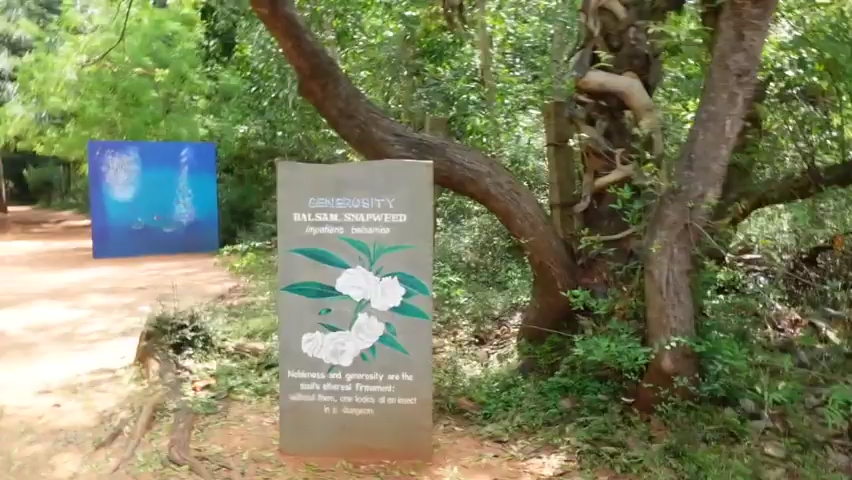 GENEROSITY
BALSAM, SNAPWEED
Impatiens balsamina
Nobleness and generosity are the
soul's ethereal firmament;
without them, one looks at an insect
in a dungeon.